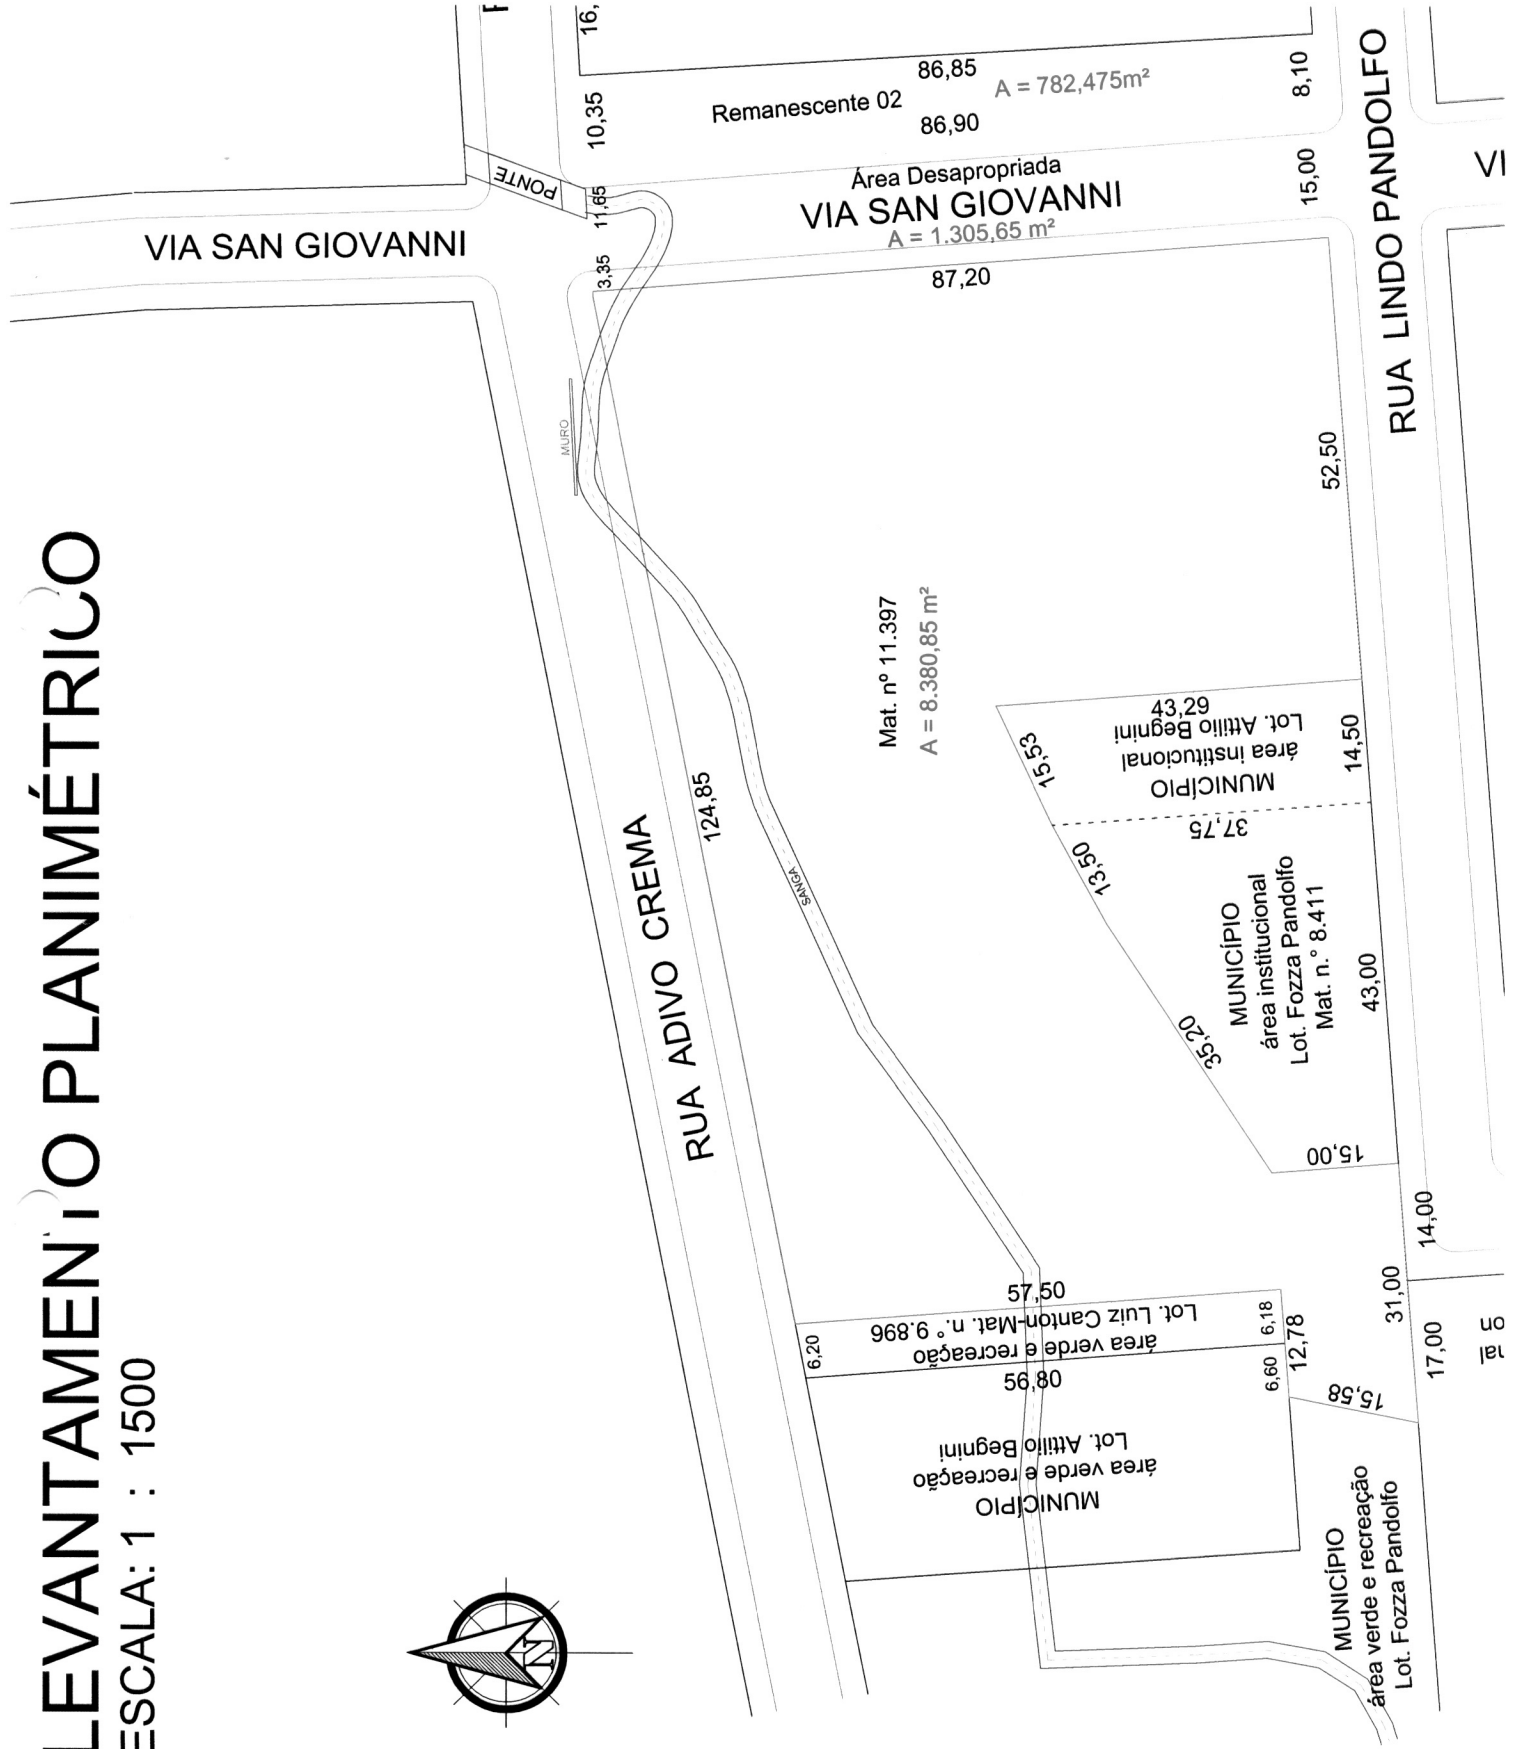 LEVANTAMENTO PLANIMÉTRICO
ESCALA: 1 : 1500
16,
86,85
A = 782,475m²
8,10
10,35
Remanescente 02
86,90
PONTE
11,65
Área Desapropriada
VIA SAN GIOVANNI
A = 1.305,65 m²
15,00
VI
VIA SAN GIOVANNI
3,35
87,20
RUA LINDO PANDOLFO
MURO
52,50
Mat. nº 11.397
A = 8.380,85 m²
124,85
RUA ADIVO CREMA
SANGA
43,29
Lot. Attilio Begnini
área institucional
MUNICÍPIO
15,53
14,50
37,75
13,50
MUNICÍPIO
área institucional
Lot. Fozza Pandolfo
Mat. n.° 8.411
43,00
35,20
15,00
14,00
57,50
Lot. Luiz Canton-Mat. n.° 9.896
área verde e recreação
6,20
6,18
12,78
31,00
17,00
56,80
6,60
15,58
Lot. Attilio Begnini
área verde e recreação
MUNICÍPIO
MUNICÍPIO
área verde e recreação
Lot. Fozza Pandolfo
on
nal
N